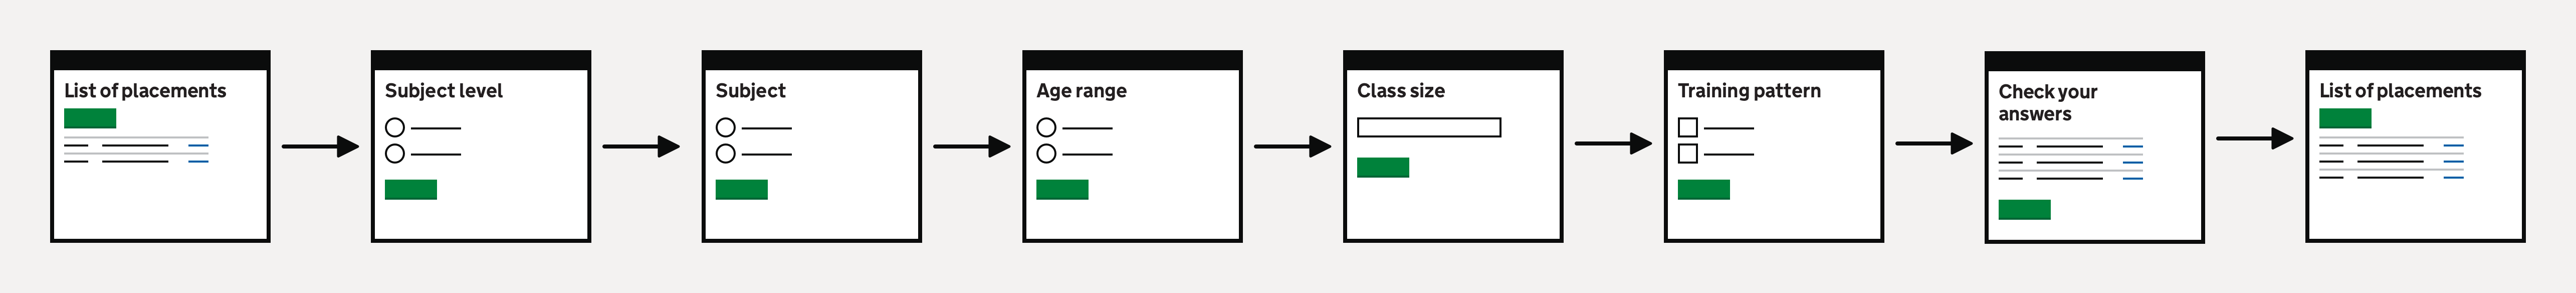 List of placements
Subject level
Subject
Age range
Class size
Training pattern
Check your
answers
List of placements